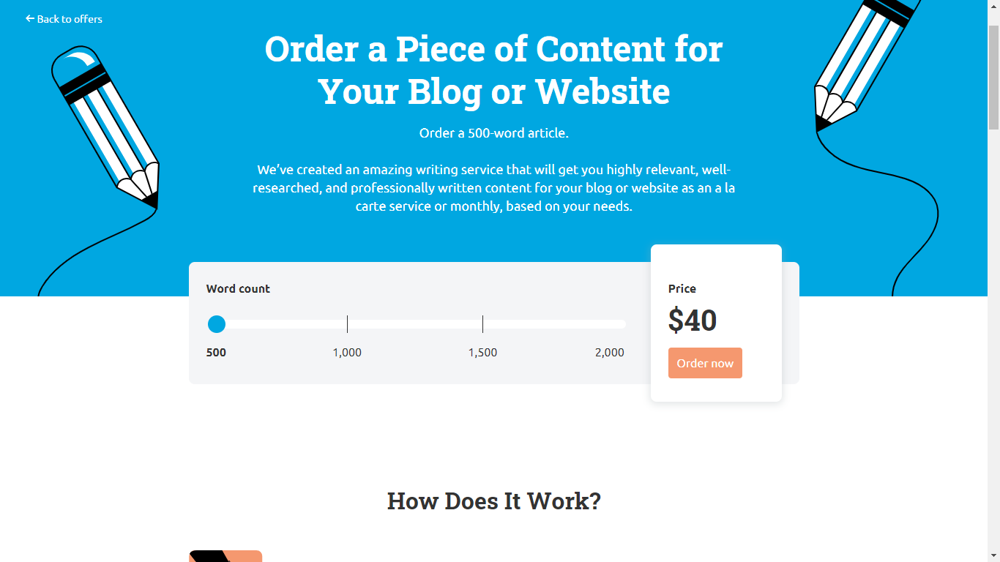 Back to offers
Order a Piece of Content for
Your Blog or Website
Order a 500-word article.
We’ve created an amazing writing service that will get you highly relevant, well-
researched, and professionally written content for your blog or website as an a la
carte service or monthly, based on your needs.
Word count
500 1,000 1,500 2,000
Price
$40
Order now
How Does It Work?